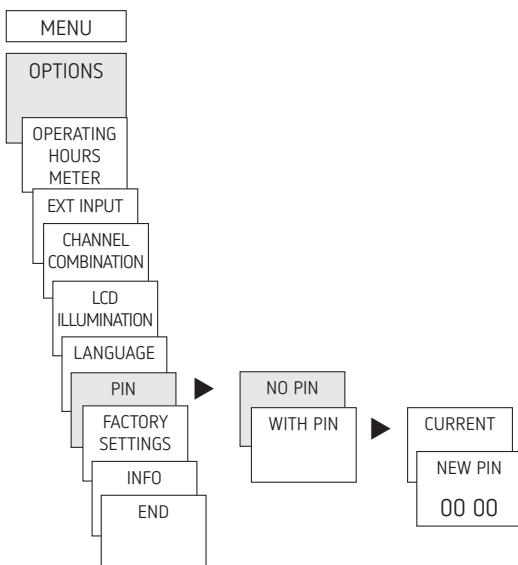 MENU
OPTIONS
OPERATING
HOURS
METER
EXT INPUT
CHANNEL
COMBINATION
LCD
ILLUMINATION
LANGUAGE
PIN
FACTORY
SETTINGS
INFO
END
NO PIN
WITH PIN
CURRENT
NEW PIN
00 00